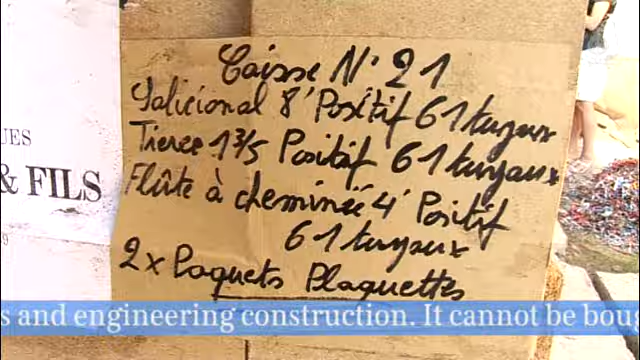 Caisse N° 21
Salicional 8' Positif 61 tuyaux
Tierce 1 3/5 Positif 61 tuyaux
Flûte à cheminée 4' Positif
61 tuyaux
2 x Paquets Plaquettes
UES
& FILS
9
s and engineering construction. It cannot be boug